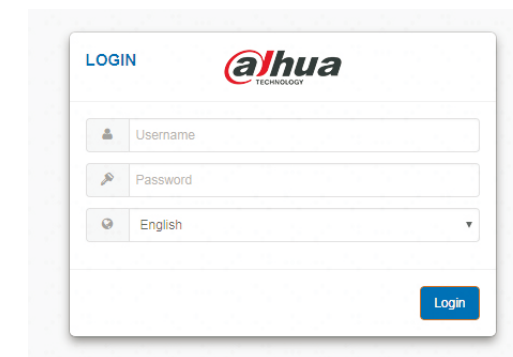 LOGIN
alhua
TECHNOLOGY
Username
Password
English
Login